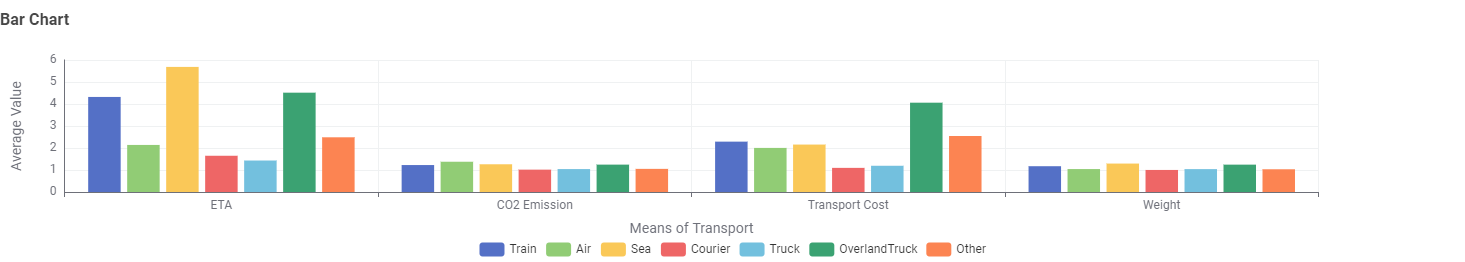 Bar Chart
Average Value
6
5
4
3
2
1
0
ETA CO2 Emission Transport Cost Weight
Means of Transport
Train Air Sea Courier Truck OverlandTruck Other